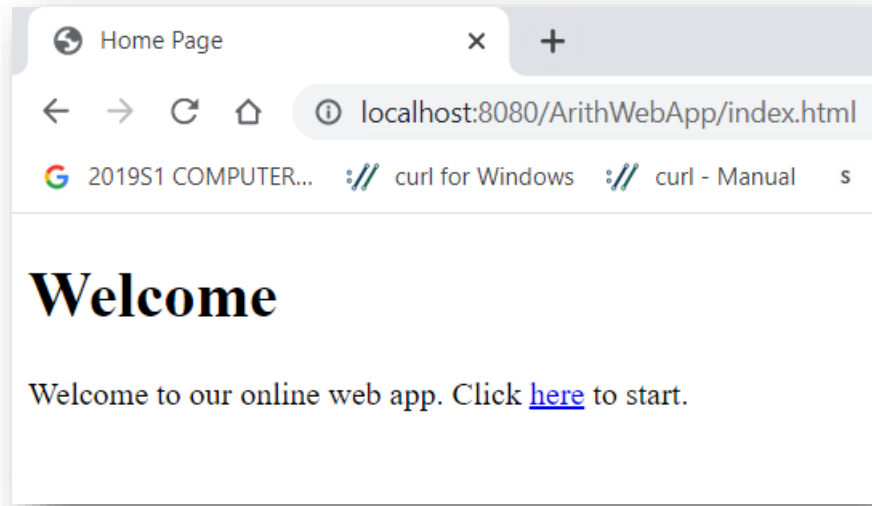 Home Page
localhost:8080/ArithWebApp/index.html
2019S1 COMPUTER... curl for Windows curl - Manual s
Welcome
Welcome to our online web app. Click here to start.